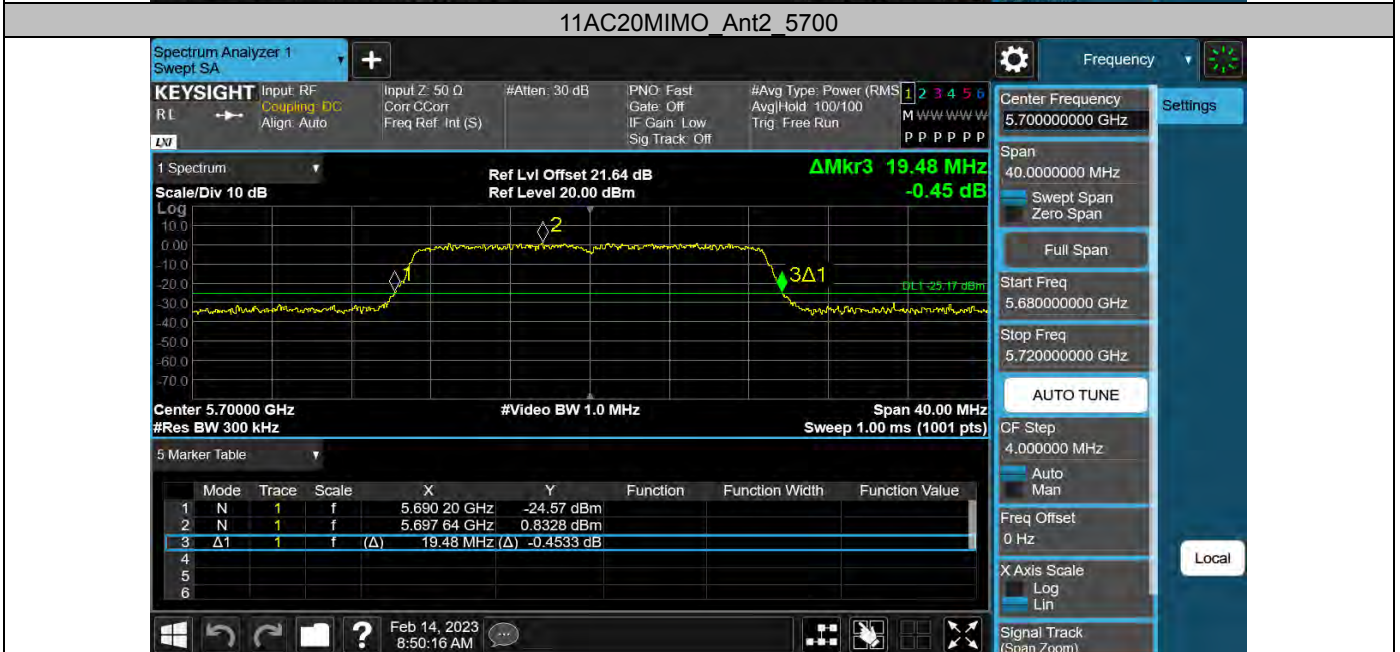 11AC20MIMO_Ant2_5700
Spectrum Analyzer 1
Swept SA
Frequency
KEYSIGHT
RL
LXI
Input: RF
Coupling: DC
Align: Auto
Input Z: 50 Ω
Corr CCorr
Freq Ref: Int (S)
#Atten: 30 dB
PNO: Fast
Gate: Off
IF Gain: Low
Sig Track: Off
#Avg Type: Power (RMS
Avg|Hold: 100/100
Trig: Free Run
1 2 3 4 5 6
M W W W W W
P P P P P P
1 Spectrum
Scale/Div 10 dB
Ref Lvl Offset 21.64 dB
Ref Level 20.00 dBm
ΔMkr3 19.48 MHz
-0.45 dB
Log
10.0
0.00
-10.0
-20.0
-30.0
-40.0
-50.0
-60.0
-70.0
1
2
3Δ1
DL1 -25.17 dBm
Center 5.70000 GHz
#Video BW 1.0 MHz
Span 40.00 MHz
#Res BW 300 kHz
Sweep 1.00 ms (1001 pts)
5 Marker Table
Mode Trace Scale X Y Function Function Width Function Value
1 N 1 f 5.690 20 GHz -24.57 dBm
2 N 1 f 5.697 64 GHz 0.8328 dBm
3 Δ1 1 f (Δ) 19.48 MHz (Δ) -0.4533 dB
4
5
6
?
Feb 14, 2023
8:50:16 AM
Center Frequency
5.700000000 GHz
Settings
Span
40.0000000 MHz
Swept Span
Zero Span
Full Span
Start Freq
5.680000000 GHz
Stop Freq
5.720000000 GHz
AUTO TUNE
CF Step
4.000000 MHz
Auto
Man
Freq Offset
0 Hz
X Axis Scale
Log
Lin
Local
Signal Track
(Span Zoom)